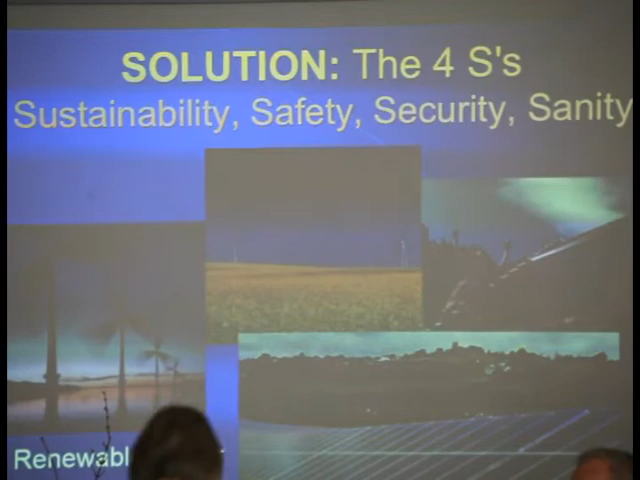 SOLUTION: The 4 S's
Sustainability, Safety, Security, Sanity
Renewabl